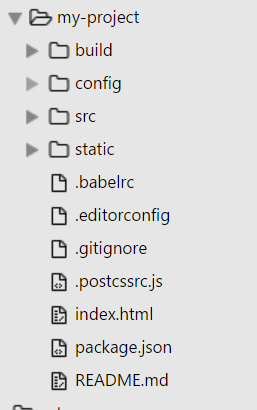 my-project
build
config
src
static
.babelrc
.editorconfig
.gitignore
.postcssrc.js
index.html
package.json
README.md